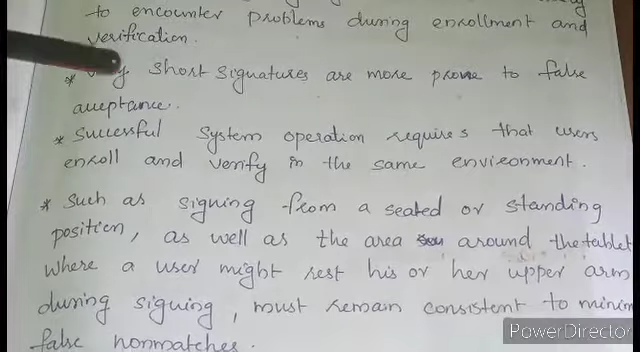 to encounter problems during enrollment and
verification.
* short signatures are more prone to false
acceptance.
* Successful system operation requires that users
enroll and verify in the same environment.
* Such as signing from a seated or standing
position, as well as the area around the tablet
where a user might rest his or her upper arm
during signing, must remain consistent to minim
false nonmatches.
PowerDirector